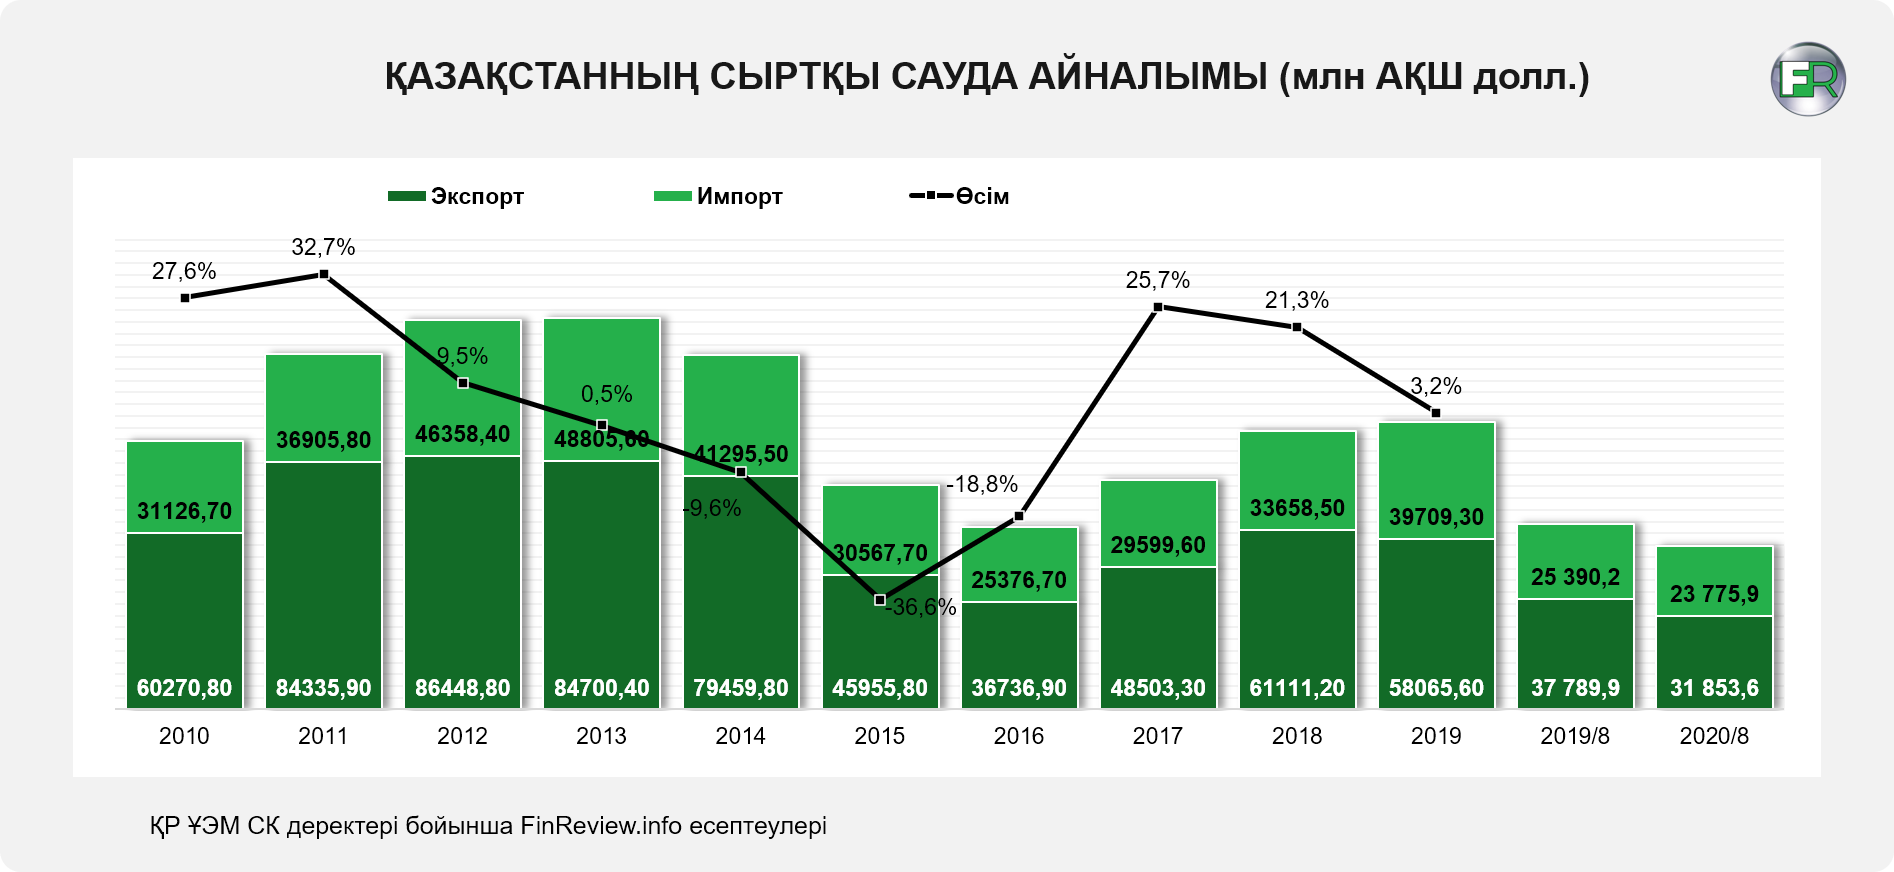 ҚАЗАҚСТАННЫҢ СЫРТҚЫ САУДА АЙНАЛЫМЫ (млн АҚШ долл.)
FR
Экспорт Импорт Өсім
27,6% 32,7% 9,5% 0,5% -9,6% -36,6% -18,8% 25,7% 21,3% 3,2%
31126,70 36905,80 46358,40 48805,60 41295,50 30567,70 25376,70 29599,60 33658,50 39709,30 25 390,2 23 775,9
60270,80 84335,90 86448,80 84700,40 79459,80 45955,80 36736,90 48503,30 61111,20 58065,60 37 789,9 31 853,6
2010 2011 2012 2013 2014 2015 2016 2017 2018 2019 2019/8 2020/8
ҚР ҰЭМ СК деректері бойынша FinReview.info есептеулері